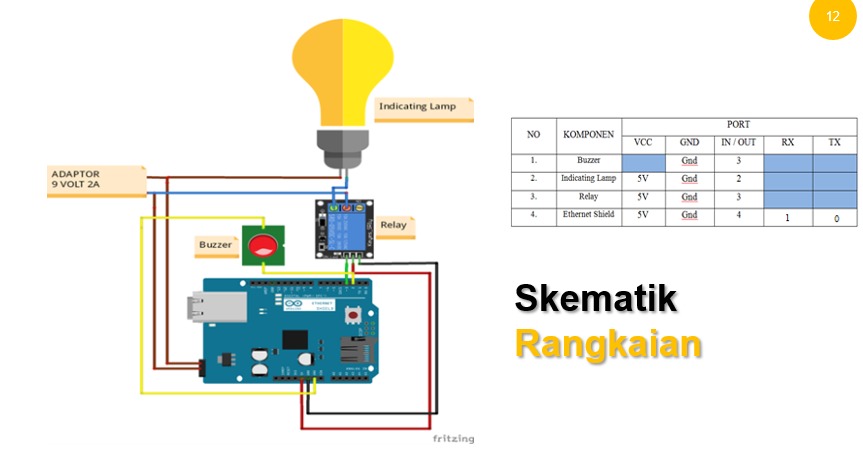 12
Indicating Lamp
ADAPTOR
9 VOLT 2A
Relay
Buzzer
ETHERNET
SHIELD
fritzing
NO KOMPONEN PORT
VCC GND IN / OUT RX TX
1. Buzzer Gnd 3
2. Indicating Lamp 5V Gnd 2
3. Relay 5V Gnd 3
4. Ethernet Shield 5V Gnd 4 1 0
Skematik
Rangkaian